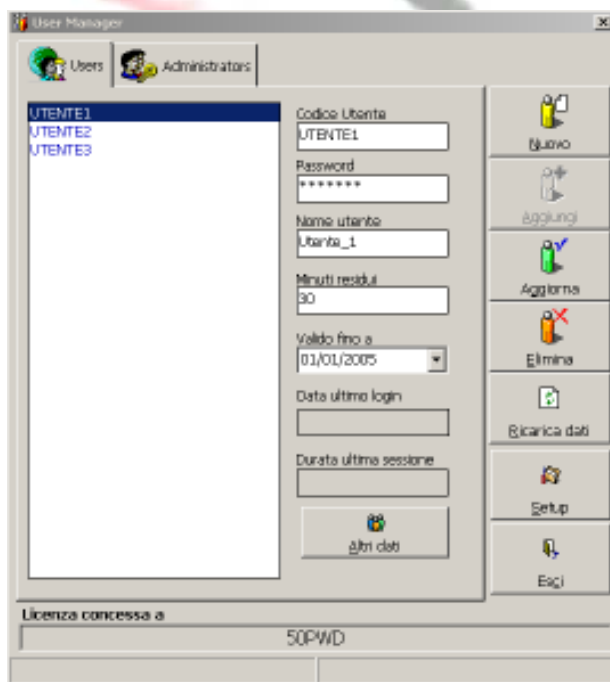 User Manager
Users
Administrators
UTENTE1
UTENTE2
UTENTE3
Codice Utente
UTENTE1
Password
*******
Nome utente
Utente_1
Minuti residui
30
Valido fino a
01/01/2005
Data ultimo login
Durata ultima sessione
Altri dati
Nuovo
Aggiungi
Aggiorna
Elimina
Ricarica dati
Setup
Esci
Licenza concessa a
50PWD